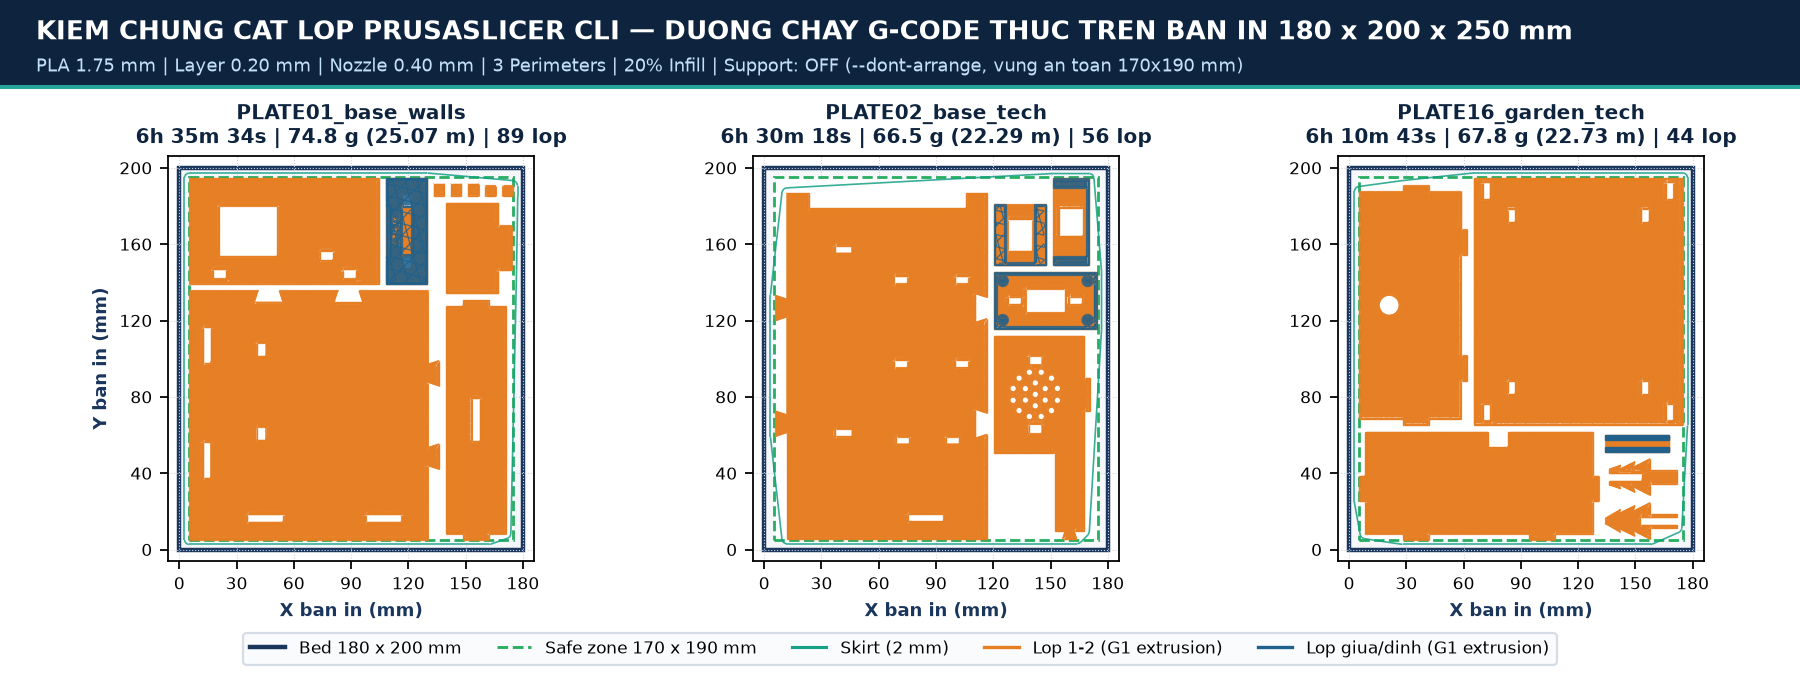 KIEM CHUNG CAT LOP PRUSASLICER CLI — DUONG CHAY G-CODE THUC TREN BAN IN 180 x 200 x 250 mm
PLA 1.75 mm | Layer 0.20 mm | Nozzle 0.40 mm | 3 Perimeters | 20% Infill | Support: OFF (--dont-arrange, vung an toan 170x190 mm)
PLATE01_base_walls
6h 35m 34s | 74.8 g (25.07 m) | 89 lop
200
160
120
80
40
0
Y ban in (mm)
0 30 60 90 120 150 180
X ban in (mm)
PLATE02_base_tech
6h 30m 18s | 66.5 g (22.29 m) | 56 lop
200
160
120
80
40
0
0 30 60 90 120 150 180
X ban in (mm)
PLATE16_garden_tech
6h 10m 43s | 67.8 g (22.73 m) | 44 lop
200
160
120
80
40
0
0 30 60 90 120 150 180
X ban in (mm)
Bed 180 x 200 mm
Safe zone 170 x 190 mm
Skirt (2 mm)
Lop 1-2 (G1 extrusion)
Lop giua/dinh (G1 extrusion)